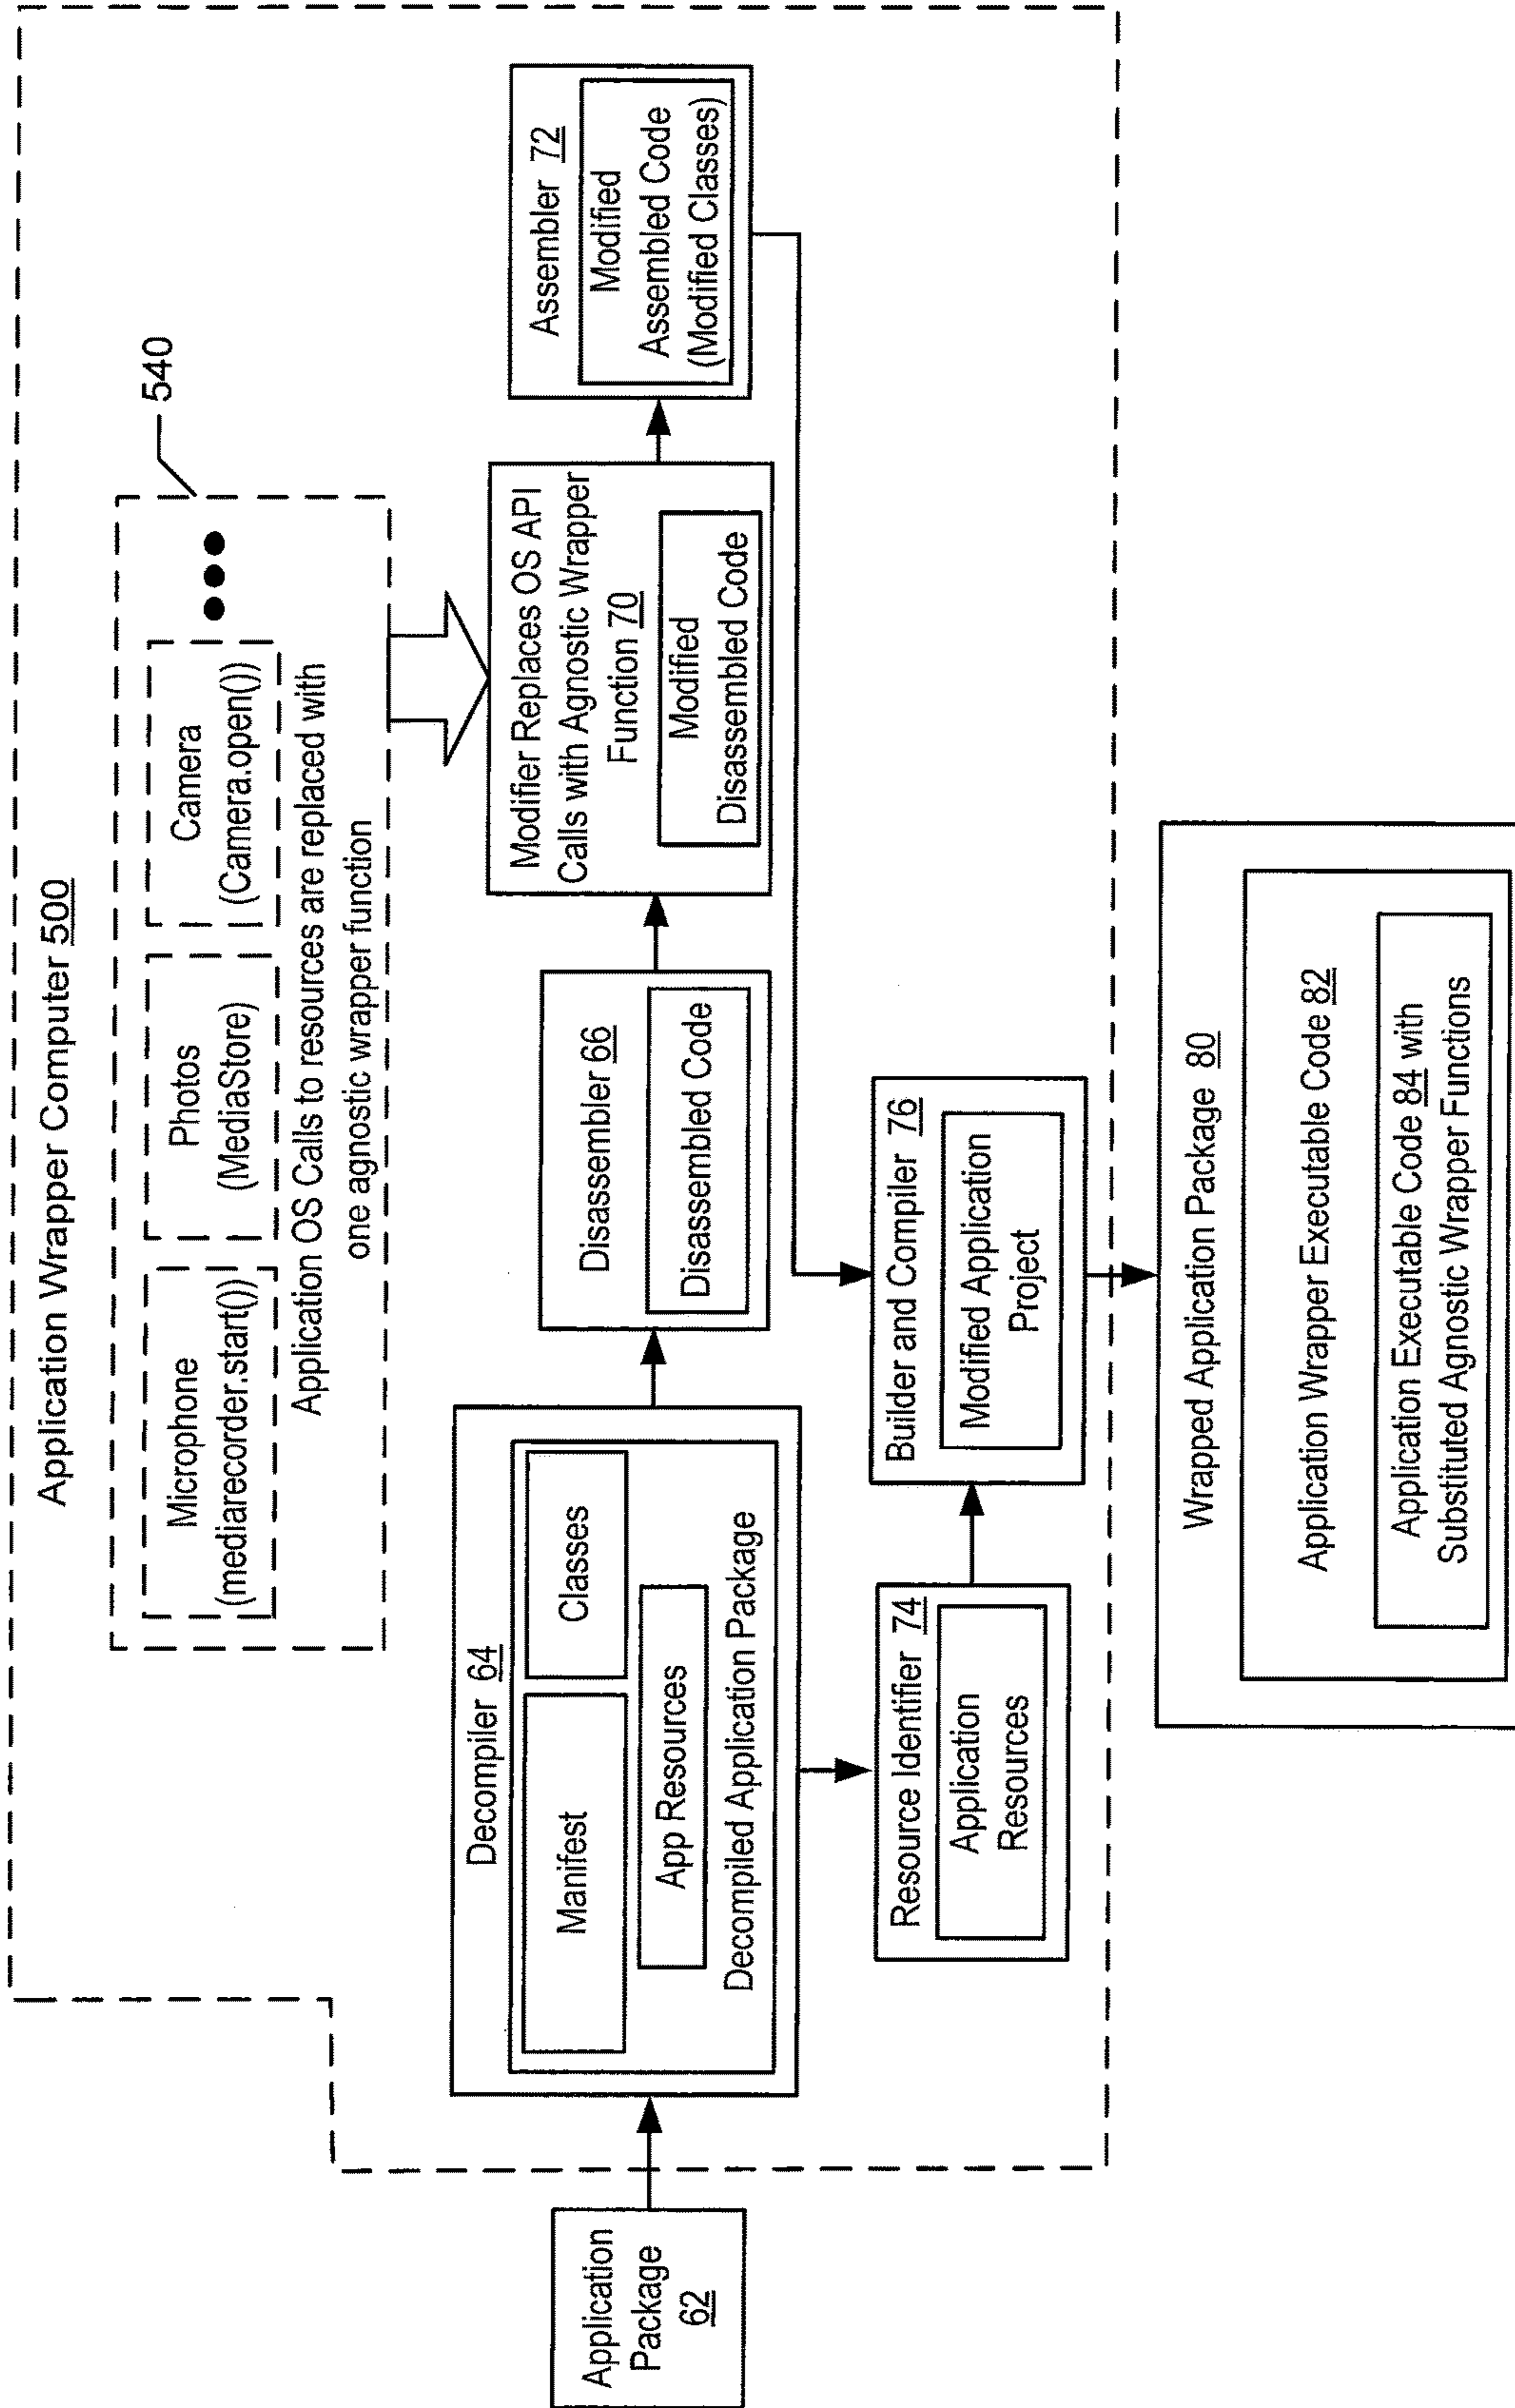 Application Wrapper Computer 500
540
Microphone
(mediarecorder.start())
Photos
(MediaStore)
Camera
(Camera.open())
Application OS Calls to resources are replaced with
one agnostic wrapper function
Application
Package
62
Decompiler 64
Manifest
Classes
App Resources
Decompiled Application Package
Disassembler 66
Disassembled Code
Modifier Replaces OS API
Calls with Agnostic Wrapper
Function 70
Modified
Disassembled Code
Assembler 72
Modified
Assembled Code
(Modified Classes)
Resource Identifier 74
Application
Resources
Builder and Compiler 76
Modified Application
Project
Wrapped Application Package 80
Application Wrapper Executable Code 82
Application Executable Code 84 with
Substituted Agnostic Wrapper Functions